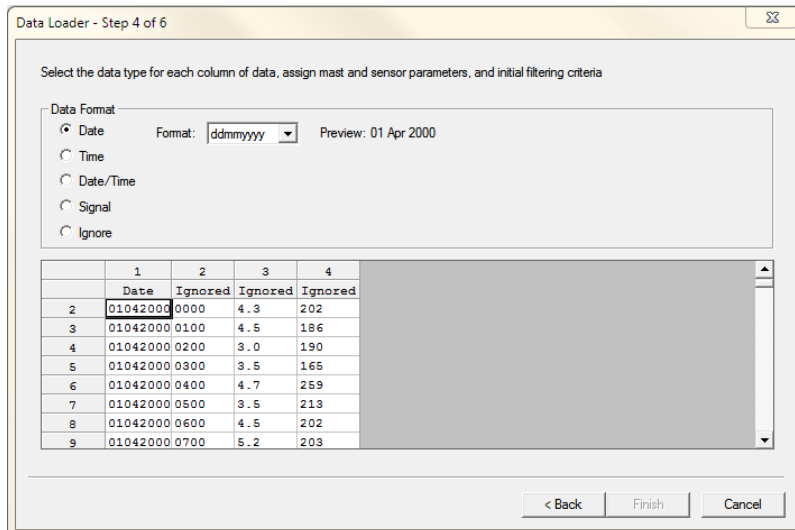 Data Loader - Step 4 of 6
Select the data type for each column of data, assign mast and sensor parameters, and initial filtering criteria
Data Format
Date Format: ddmmyyyy Preview: 01 Apr 2000
Time
Date/Time
Signal
Ignore
1 2 3 4
Date Ignored Ignored Ignored
2 01042000 0000 4.3 202
3 01042000 0100 4.5 186
4 01042000 0200 3.0 190
5 01042000 0300 3.5 165
6 01042000 0400 4.7 259
7 01042000 0500 3.5 213
8 01042000 0600 4.5 202
9 01042000 0700 5.2 203
< Back Finish Cancel